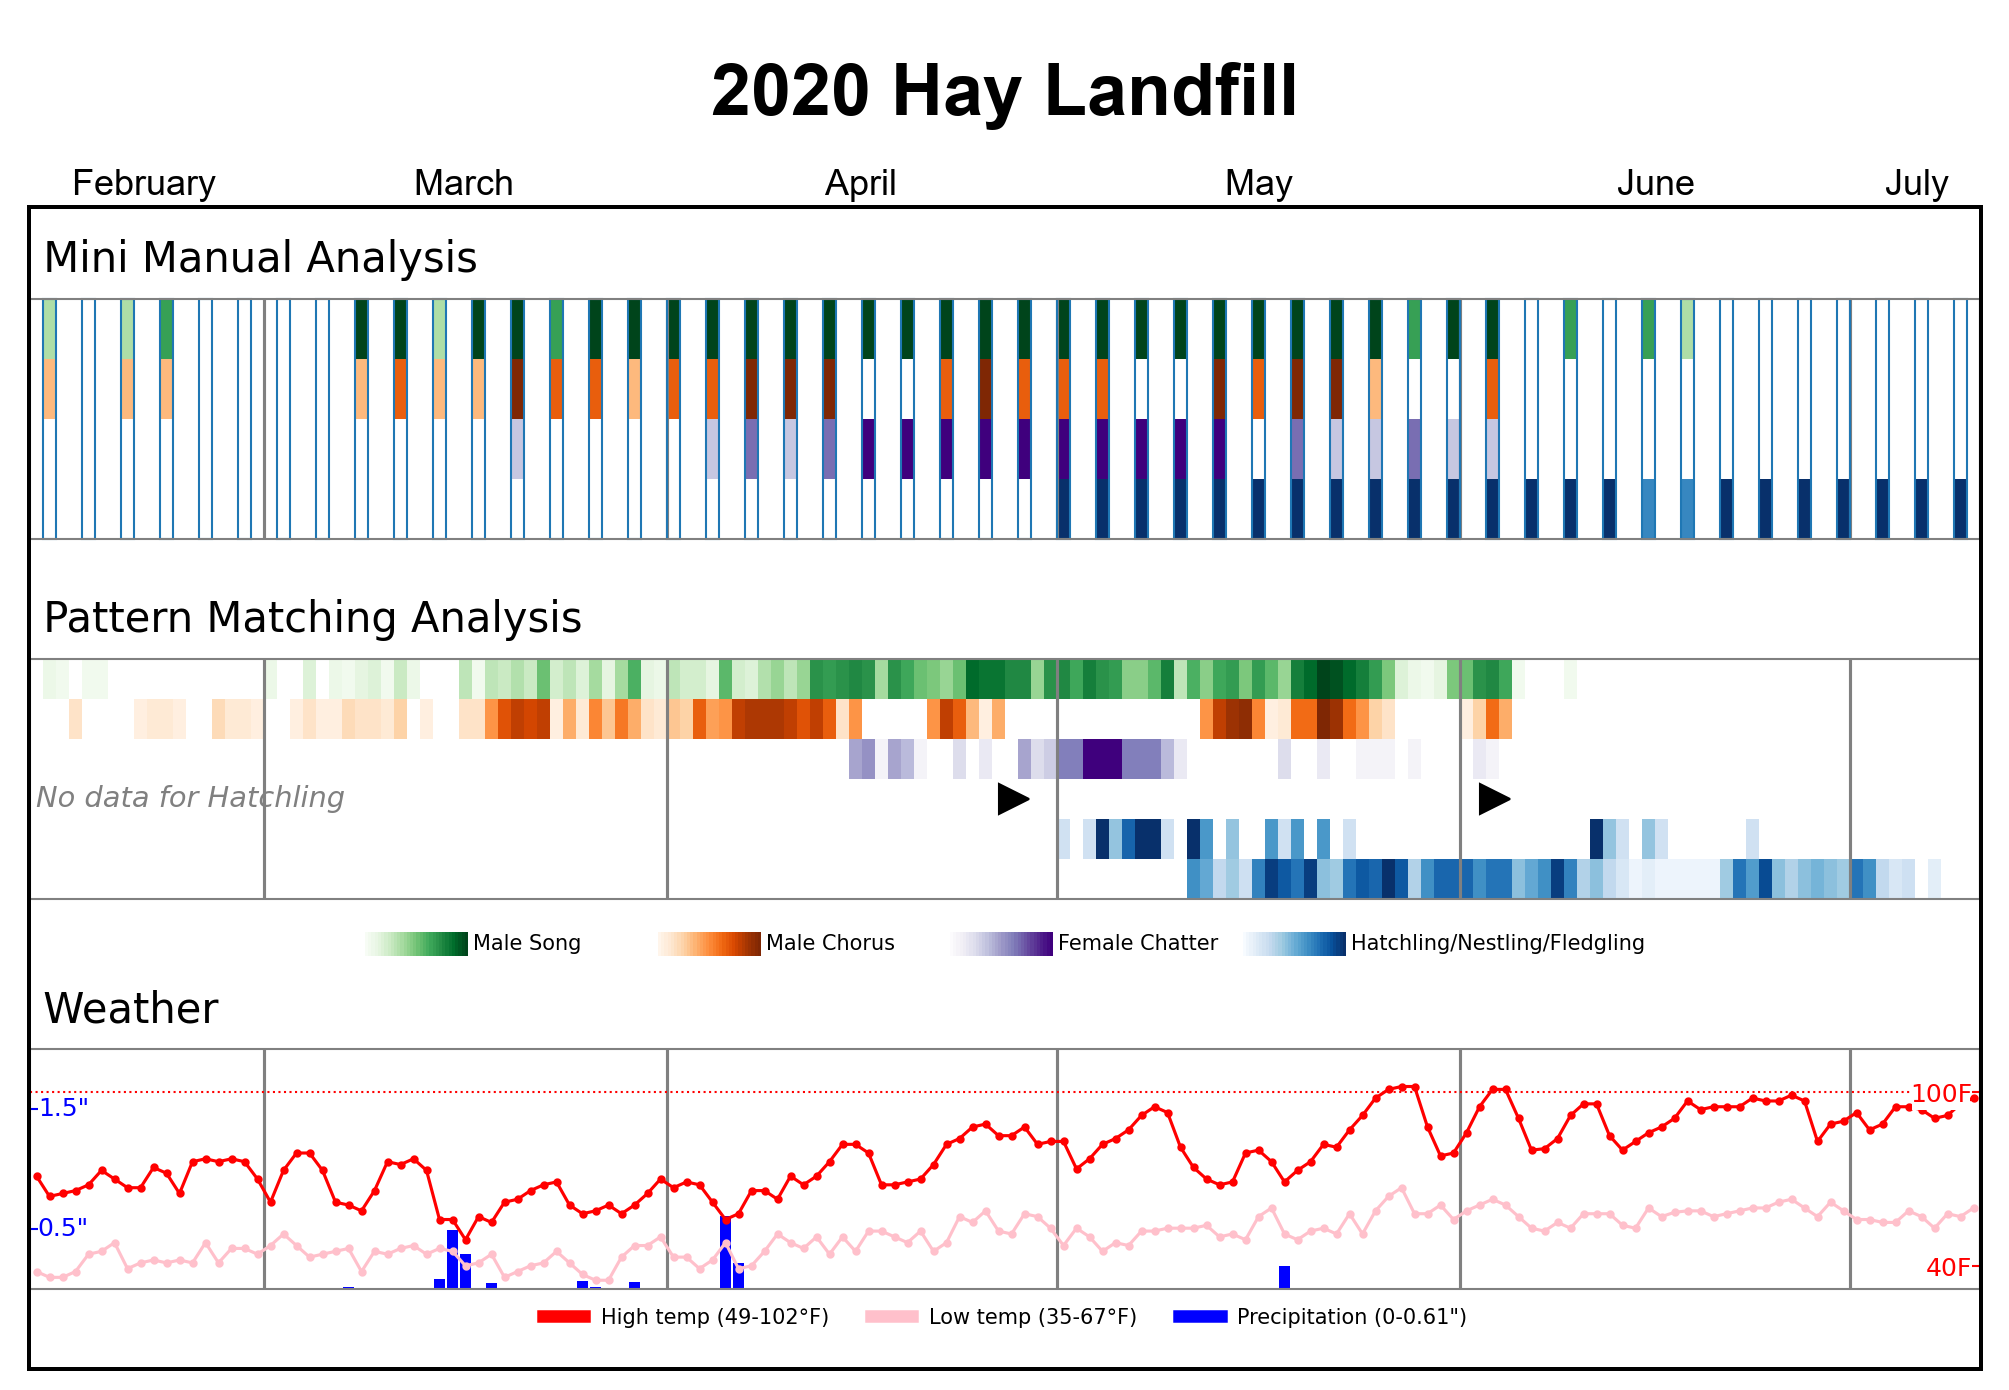 2020 Hay Landfill
February March April May June July
Mini Manual Analysis
Pattern Matching Analysis
No data for Hatchling
Male Song Male Chorus Female Chatter Hatchling/Nestling/Fledgling
Weather
1.5" 100F
0.5" 40F
High temp (49-102°F) Low temp (35-67°F) Precipitation (0-0.61")